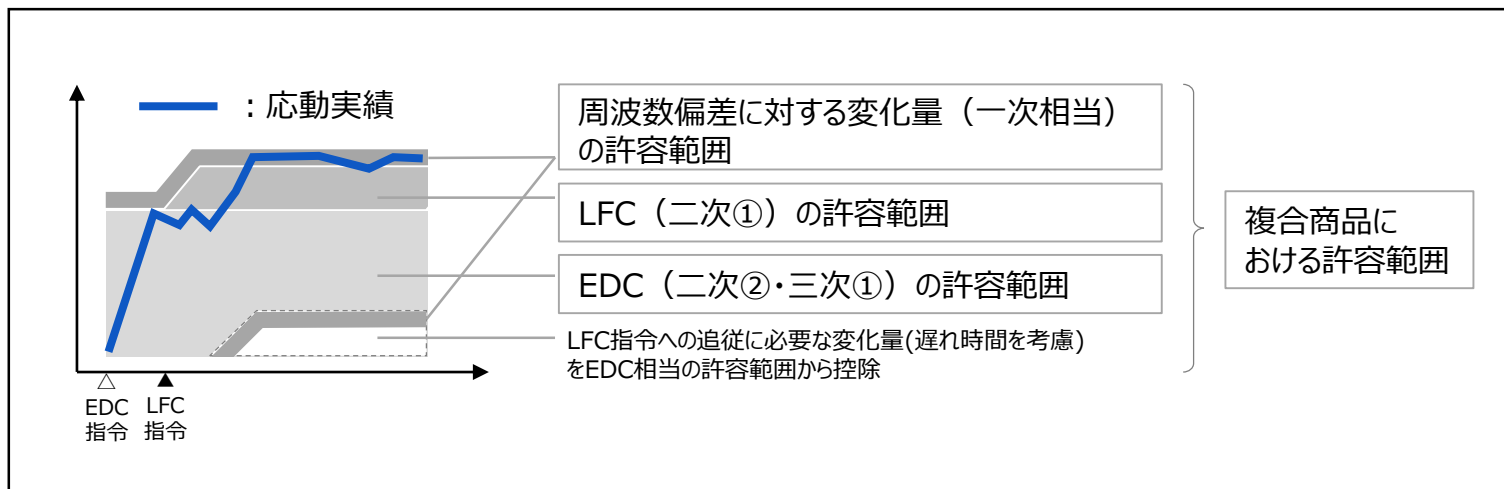 ：応動実績
周波数偏差に対する変化量（一次相当）
の許容範囲
LFC（二次①）の許容範囲
EDC（二次②・三次①）の許容範囲
LFC指令への追従に必要な変化量(遅れ時間を考慮)
をEDC相当の許容範囲から控除
複合商品に
おける許容範囲
△
EDC
指令
▲
LFC
指令